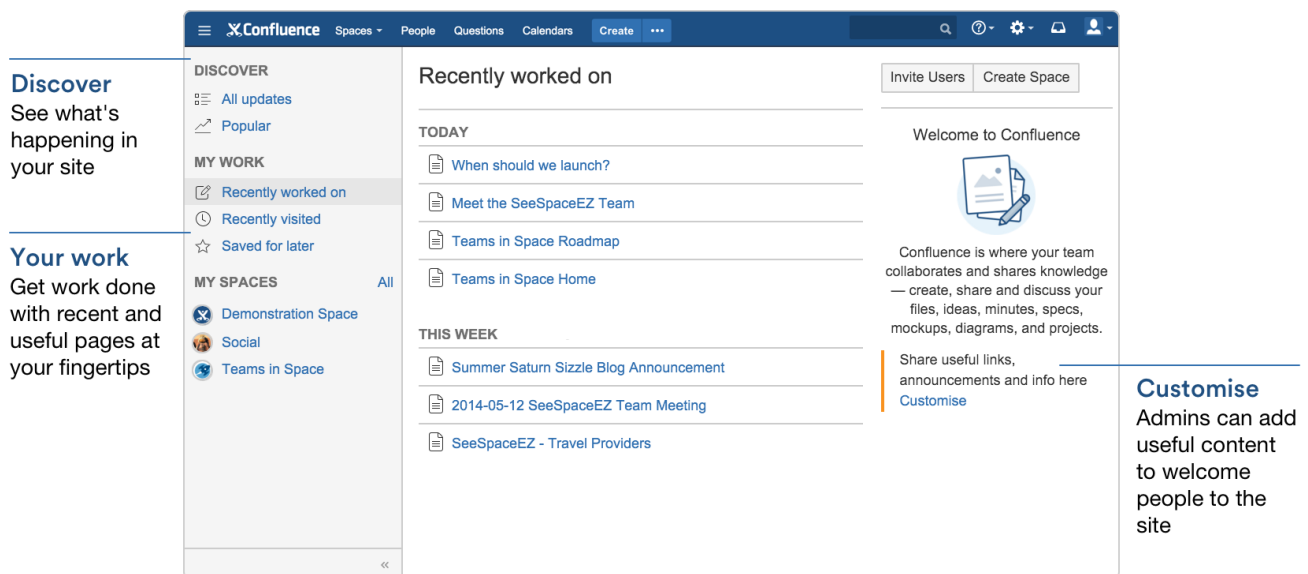 Confluence Spaces People Questions Calendars Create
Discover
See what's
happening in
your site
Your work
Get work done
with recent and
useful pages at
your fingertips
DISCOVER
All updates
Popular
MY WORK
Recently worked on
Recently visited
Saved for later
MY SPACES All
Demonstration Space
Social
Teams in Space
Recently worked on
TODAY
When should we launch?
Meet the SeeSpaceEZ Team
Teams in Space Roadmap
Teams in Space Home
THIS WEEK
Summer Saturn Sizzle Blog Announcement
2014-05-12 SeeSpaceEZ Team Meeting
SeeSpaceEZ - Travel Providers
Invite Users Create Space
Welcome to Confluence
Confluence is where your team
collaborates and shares knowledge
— create, share and discuss your
files, ideas, minutes, specs,
mockups, diagrams, and projects.
Share useful links,
announcements and info here
Customise
Customise
Admins can add
useful content
to welcome
people to the
site